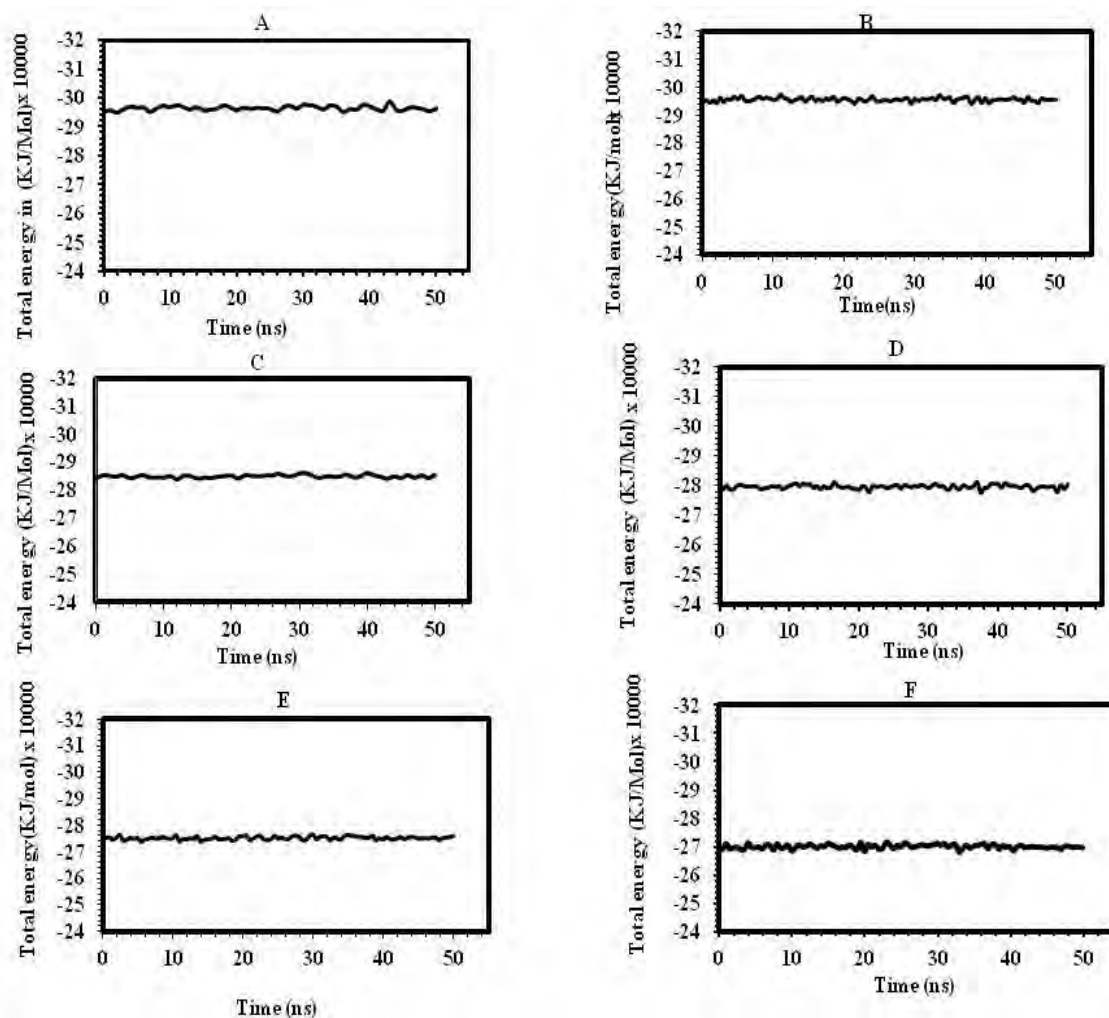 A
Total energy in (KJ/Mol)x 10000
-32
-31
-30
-29
-28
-27
-26
-25
-24
0 10 20 30 40 50
Time (ns)
B
Total energy(KJ/mol)x 10000
-32
-31
-30
-29
-28
-27
-26
-25
-24
0 10 20 30 40 50
Time(ns)
C
Total energy (KJ/Mol)x 10000
-32
-31
-30
-29
-28
-27
-26
-25
-24
0 10 20 30 40 50
Time (ns)
D
Total energy (KJ/Mol) x 10000
-32
-31
-30
-29
-28
-27
-26
-25
-24
0 10 20 30 40 50
Time (ns)
E
Total energy(KJ/mol) x 10000
-32
-31
-30
-29
-28
-27
-26
-25
-24
0 10 20 30 40 50
Time (ns)
F
Total energy (KJ/Mol)x 10000
-32
-31
-30
-29
-28
-27
-26
-25
-24
0 10 20 30 40 50
Time (ns)